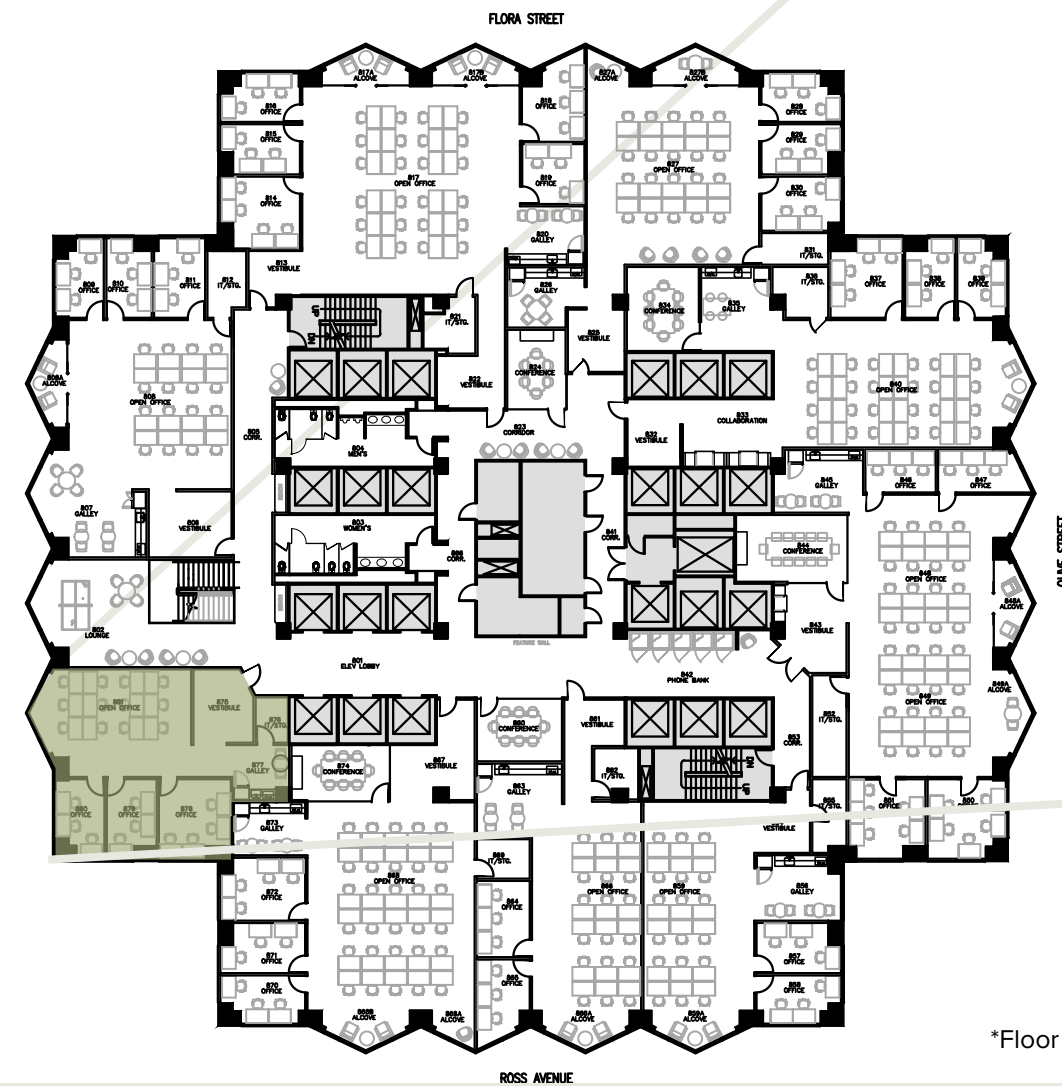 FLORA STREET
817A
ALCOVE
817B
ALCOVE
827A
ALCOVE
827B
ALCOVE
816
OFFICE
818
OFFICE
828
OFFICE
815
OFFICE
829
OFFICE
827
OPEN OFFICE
817
OPEN OFFICE
819
OFFICE
814
OFFICE
830
OFFICE
820
GALLEY
831
IT/STG.
813
VESTIBULE
809
OFFICE
810
OFFICE
811
OFFICE
812
IT/STG.
826
GALLEY
834
CONFERENCE
835
GALLEY
836
IT/STG.
837
OFFICE
838
OFFICE
839
OFFICE
UP
DN
821
IT/STG.
825
VESTIBULE
824
CONFERENCE
822
VESTIBULE
808A
ALCOVE
808
OPEN OFFICE
840
OPEN OFFICE
833
COLLABORATION
805
CORR.
804
MEN'S
823
CORRIDOR
832
VESTIBULE
807
GALLEY
806
VESTIBULE
845
GALLEY
846
OFFICE
847
OFFICE
803
WOMEN'S
841
CORR.
844
CONFERENCE
CORR.
848
OPEN OFFICE
848A
ALCOVE
OLIVE STREET
802
LOUNGE
843
VESTIBULE
FEATURE WALL
801
ELEV LOBBY
842
PHONE BANK
849A
ALCOVE
849
OPEN OFFICE
881
OPEN OFFICE
875
VESTIBULE
876
IT/STG.
877
GALLEY
880
OFFICE
879
OFFICE
878
OFFICE
874
CONFERENCE
867
VESTIBULE
860
CONFERENCE
861
VESTIBULE
862
IT/STG.
863
GALLEY
DN
UP
853
CORR.
852
IT/STG.
IT/STG.
851
OFFICE
850
OFFICE
VESTIBULE
873
GALLEY
868
OPEN OFFICE
869
IT/STG.
866
OPEN OFFICE
859
OPEN OFFICE
856
GALLEY
872
OFFICE
864
OFFICE
871
OFFICE
857
OFFICE
865
OFFICE
870
OFFICE
858
OFFICE
868B
ALCOVE
868A
ALCOVE
866A
ALCOVE
859A
ALCOVE
*Floor
ROSS AVENUE